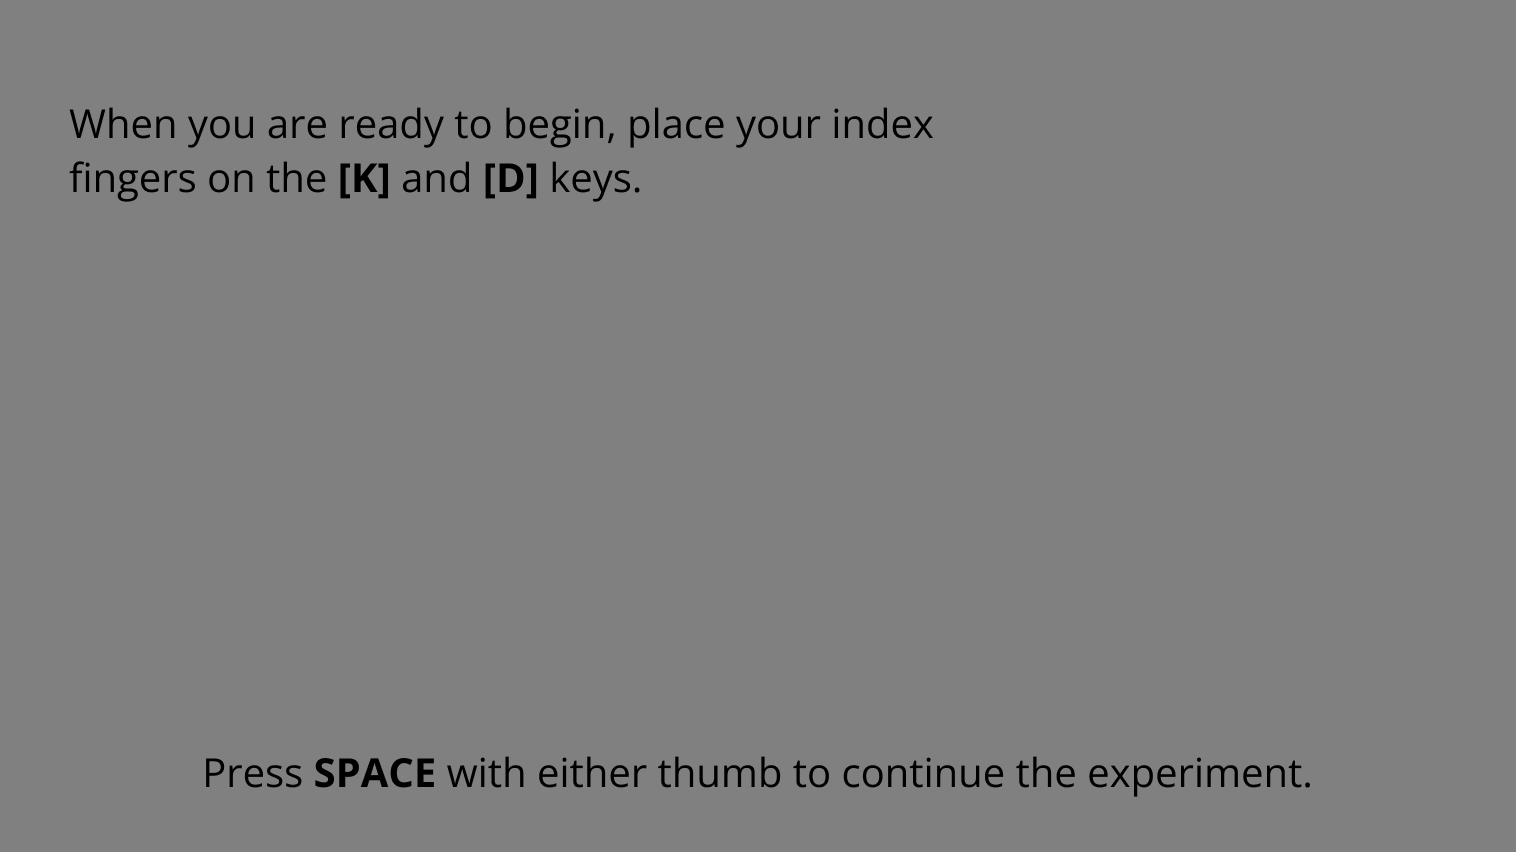 When you are ready to begin, place your index
fingers on the [K] and [D] keys.
Press SPACE with either thumb to continue the experiment.